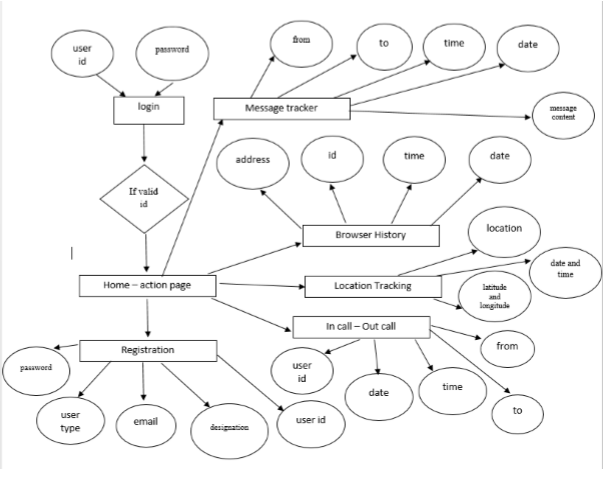 user
id
password
from
to
time
date
login
Message tracker
message
content
address
Id
time
date
If valid
id
Browser History
location
date and
time
Home – action page
Location Tracking
latitude
and
longitude
In call – Out call
from
Registration
password
user
id
date
time
to
user
type
email
designation
user id